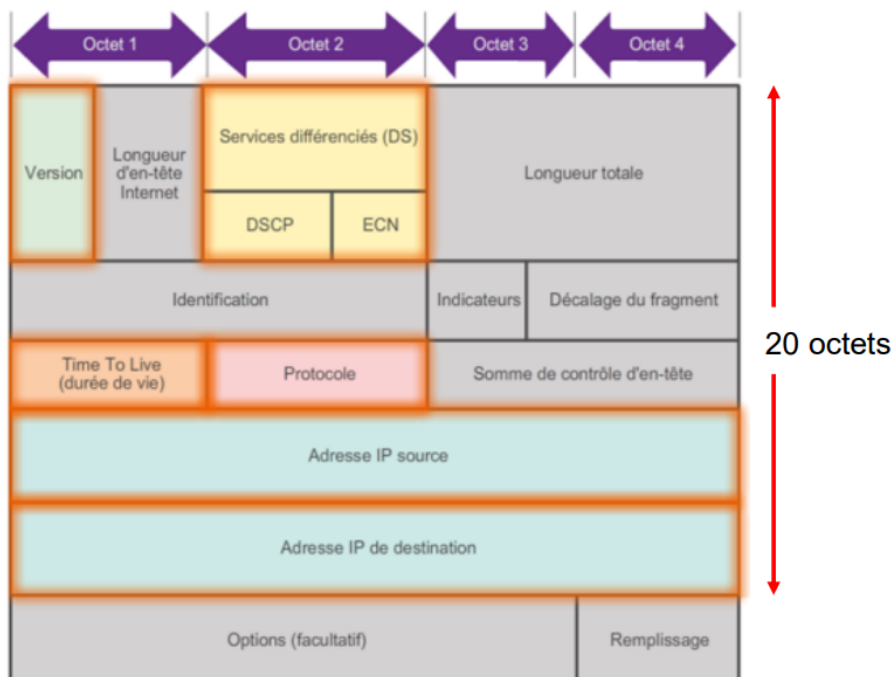 Octet 1 Octet 2 Octet 3 Octet 4
Version
Longueur
d'en-tête
Internet
Services différenciés (DS)
DSCP ECN
Longueur totale
Identification Indicateurs Décalage du fragment
20 octets
Time To Live
(durée de vie)
Protocole
Somme de contrôle d'en-tête
Adresse IP source
Adresse IP de destination
Options (facultatif) Remplissage